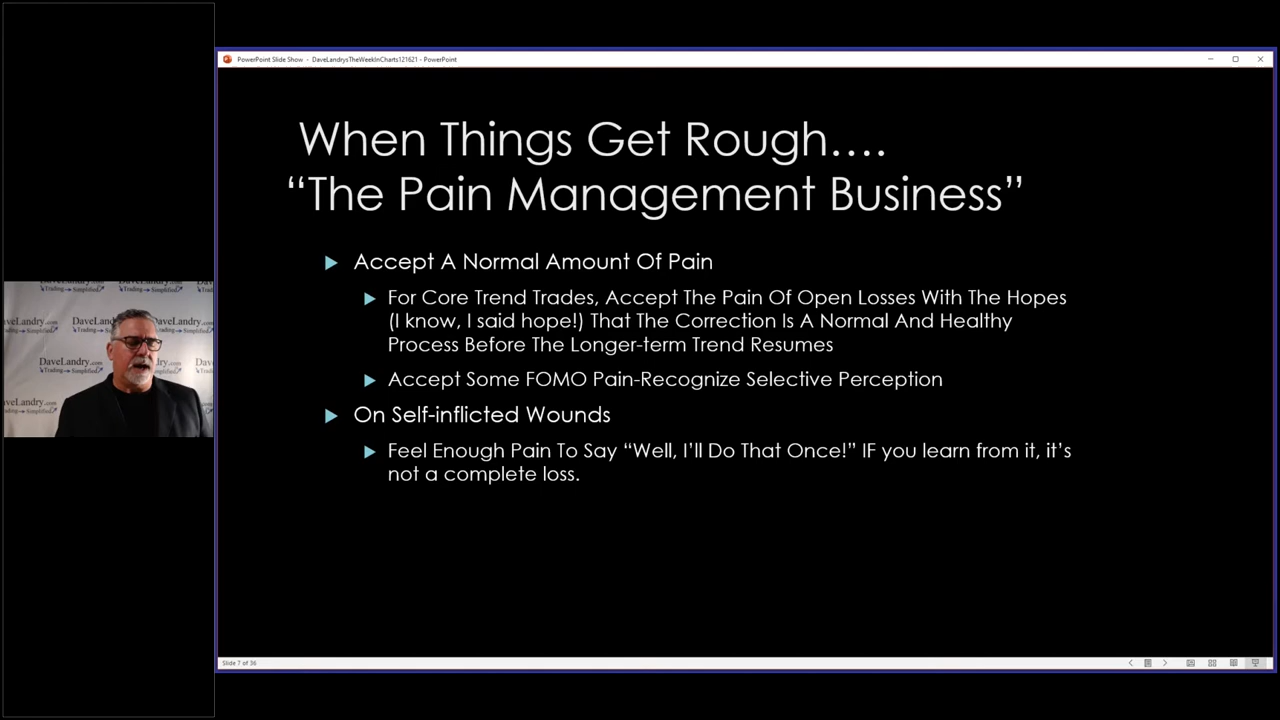 PowerPoint Slide Show - DaveLandrysTheWeekInCharts121621 - PowerPoint
When Things Get Rough….
“The Pain Management Business”
Accept A Normal Amount Of Pain
For Core Trend Trades, Accept The Pain Of Open Losses With The Hopes
(I know, I said hope!) That The Correction Is A Normal And Healthy
Process Before The Longer-term Trend Resumes
Accept Some FOMO Pain-Recognize Selective Perception
On Self-inflicted Wounds
Feel Enough Pain To Say “Well, I’ll Do That Once!” IF you learn from it, it’s
not a complete loss.
DaveLandry.com
Trading Simplified
Slide 7 of 36